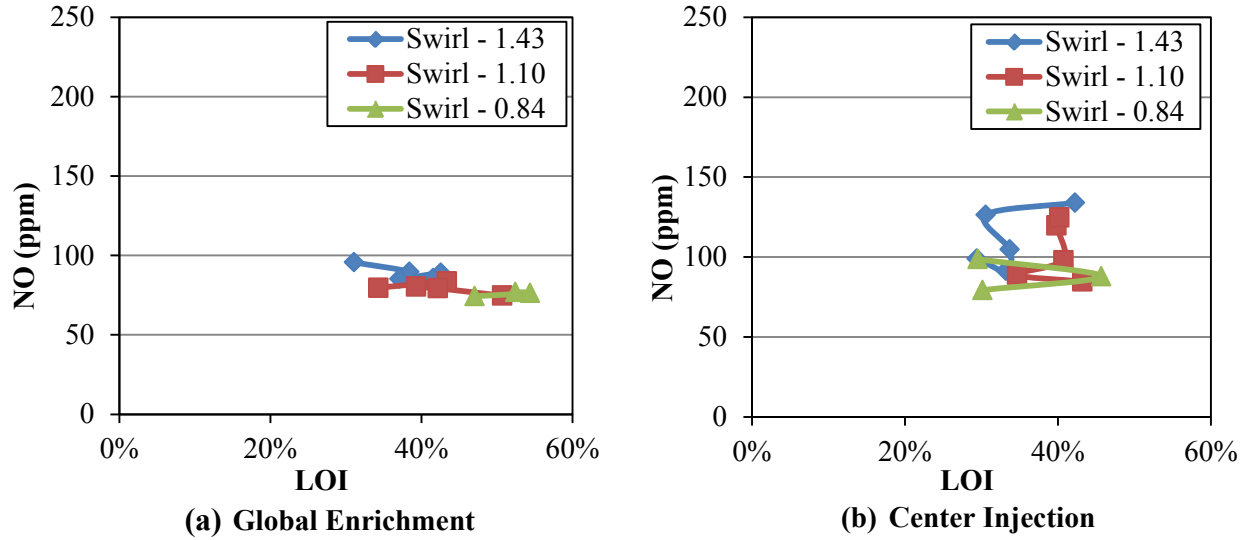 250
200
150
100
50
0
NO (ppm)
Swirl - 1.43
Swirl - 1.10
Swirl - 0.84
0%
20%
40%
60%
LOI
(a) Global Enrichment
250
200
150
100
50
0
NO (ppm)
Swirl - 1.43
Swirl - 1.10
Swirl - 0.84
0%
20%
40%
60%
LOI
(b) Center Injection